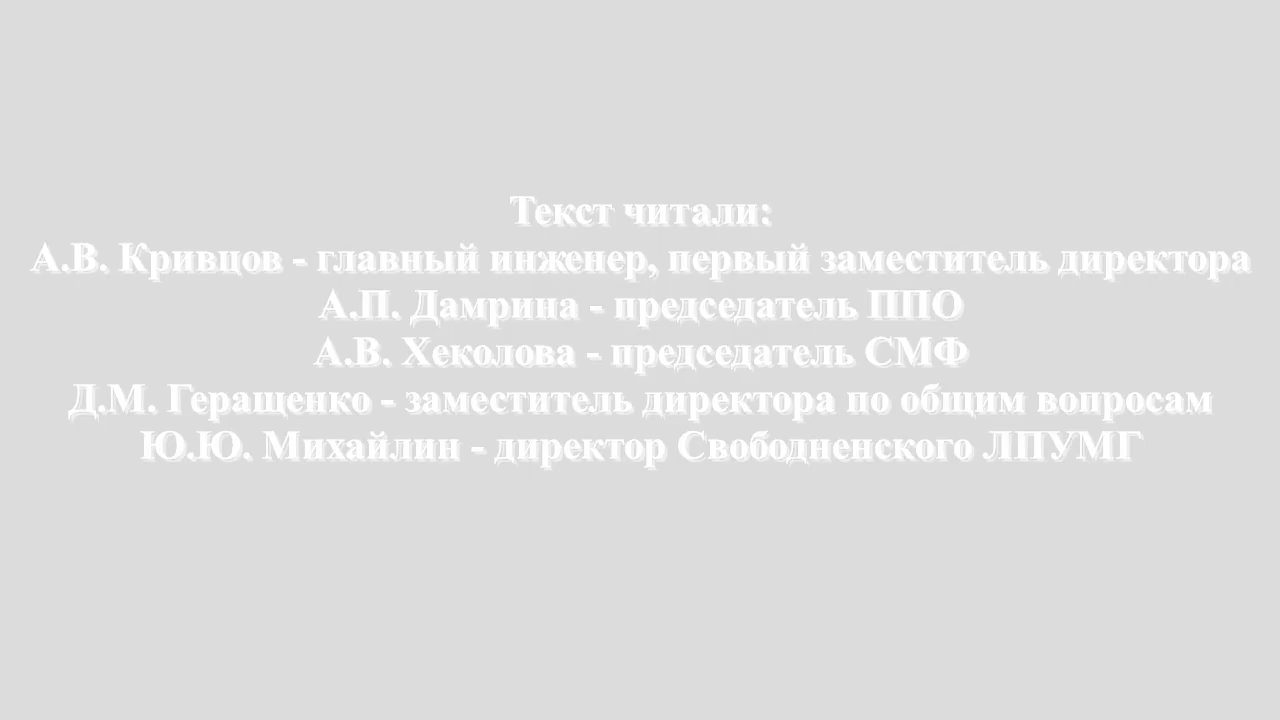 Текст читали:
А.В. Кривцов - главный инженер, первый заместитель директора
А.П. Дамрина - председатель ППО
А.В. Хеколова - председатель СМФ
Д.М. Геращенко - заместитель директора по общим вопросам
Ю.Ю. Михайлин - директор Свободненского ЛПУМГ